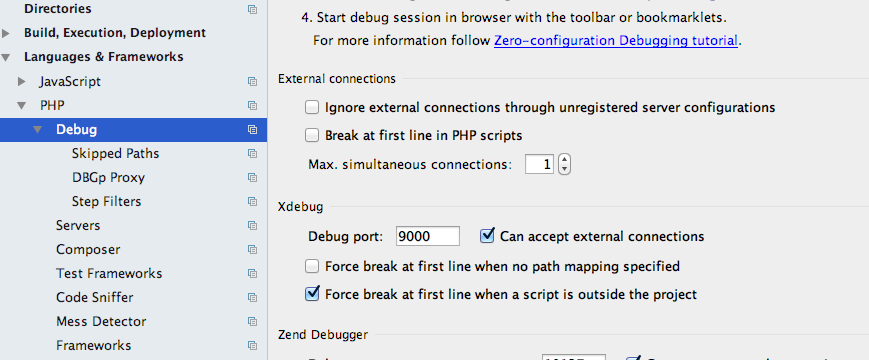 Directories
Build, Execution, Deployment
Languages & Frameworks
JavaScript
PHP
Debug
Skipped Paths
DBGp Proxy
Step Filters
Servers
Composer
Test Frameworks
Code Sniffer
Mess Detector
Frameworks
4. Start debug session in browser with the toolbar or bookmarklets.
For more information follow Zero-configuration Debugging tutorial.
External connections
Ignore external connections through unregistered server configurations
Break at first line in PHP scripts
Max. simultaneous connections: 1
Xdebug
Debug port: 9000 Can accept external connections
Force break at first line when no path mapping specified
Force break at first line when a script is outside the project
Zend Debugger